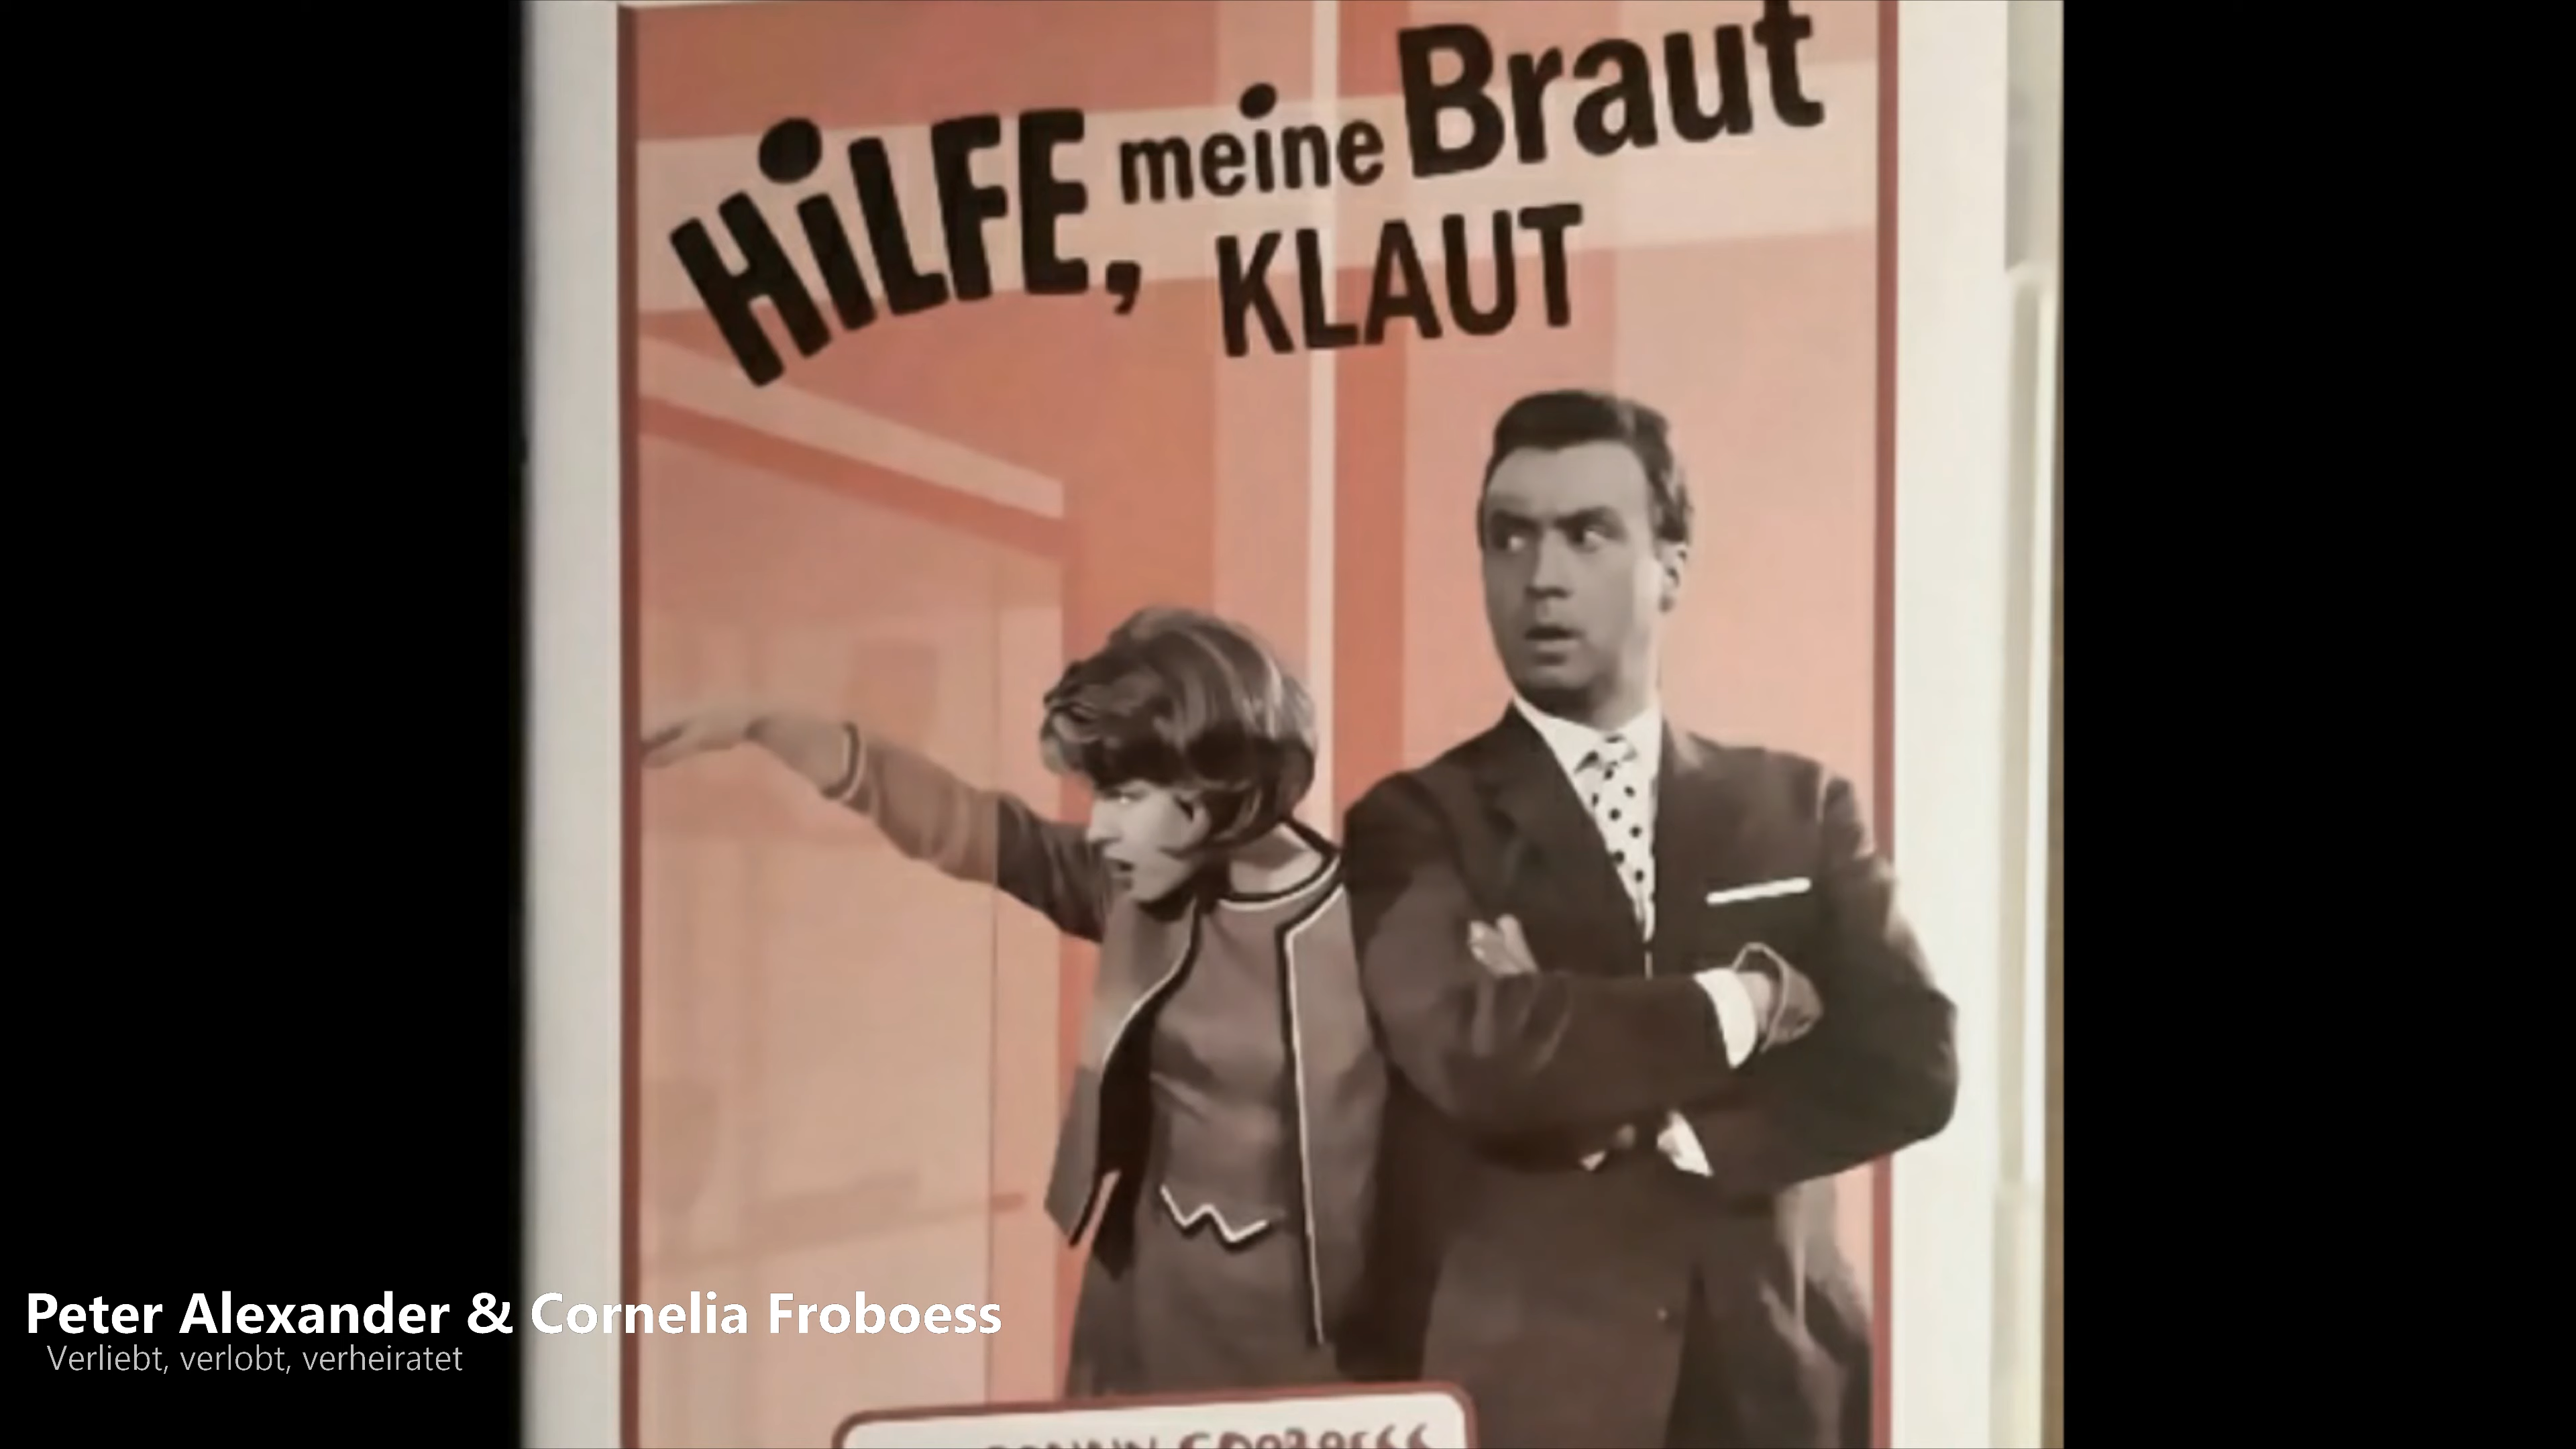 HiLFE, meine Braut
KLAUT
Peter Alexander & Cornelia Froboess
Verliebt, verlobt, verheiratet